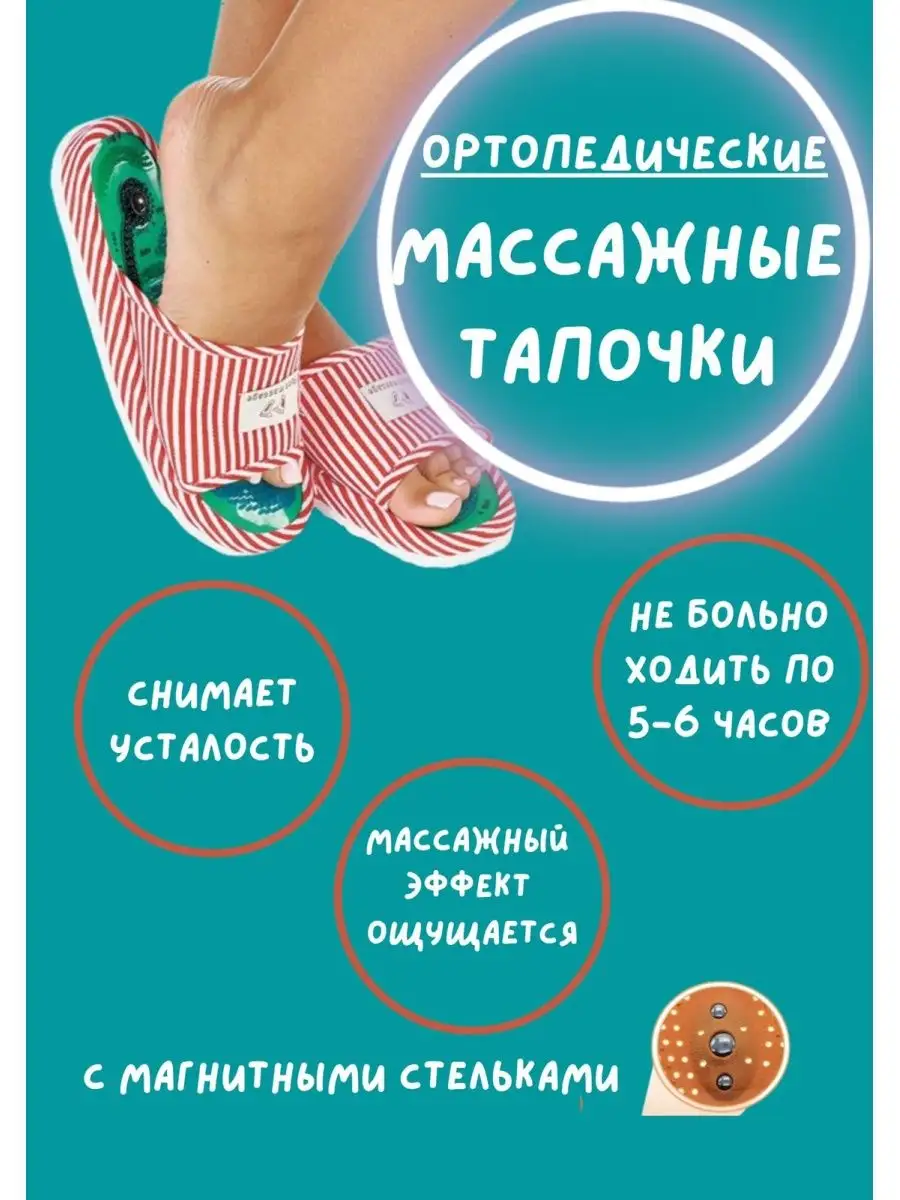 ОРТОПЕДИЧЕСКИЕ
МАССАЖНЫЕ
ТАПОЧКИ
НЕ БОЛЬНО
ХОДИТЬ ПО
5-6 ЧАСОВ
СНИМАЕТ
УСТАЛОСТЬ
МАССАЖНЫЙ
ЭФФЕКТ
ОЩУЩАЕТСЯ
С МАГНИТНЫМИ СТЕЛЬКАМИ